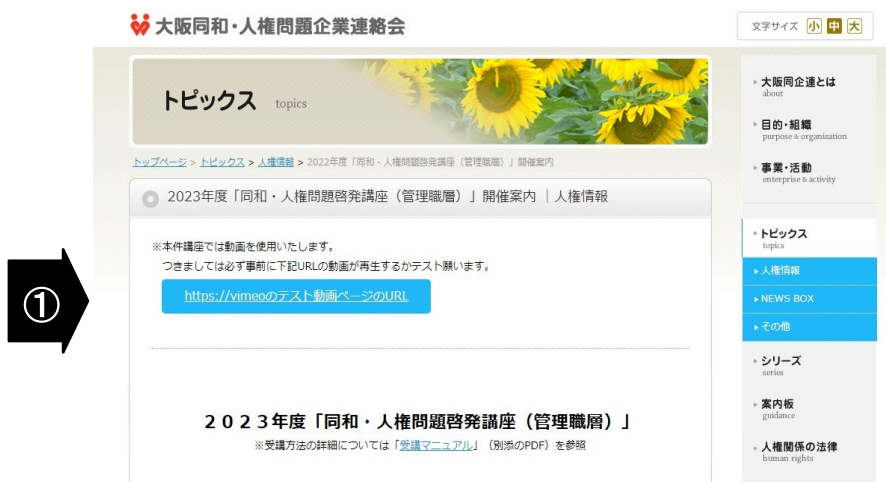 大阪同和・人権問題企業連絡会
文字サイズ 小 中 大
トピックス topics
トップページ > トピックス > 人権情報 > 2022年度「同和・人権問題啓発講座（管理職層）」開催案内
2023年度「同和・人権問題啓発講座（管理職層）」開催案内 ｜人権情報
※本件講座では動画を使用いたします。
つきましては必ず事前に下記URLの動画が再生するかテスト願います。
①
https://vimeoのテスト動画ページのURL
２０２３年度「同和・人権問題啓発講座（管理職層）」
※受講方法の詳細については「受講マニュアル」（別添のPDF）を参照
大阪同企連とは
about
目的・組織
purpose & organization
事業・活動
enterprise & activity
トピックス
topics
人権情報
NEWS BOX
その他
シリーズ
series
案内板
guidance
人権関係の法律
human rights